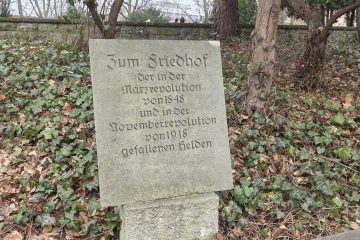 Zum Friedhof
der in der
Märzrevolution
von 1848
und in der
Novemberrevolution
von 1918
gefallenen Helden